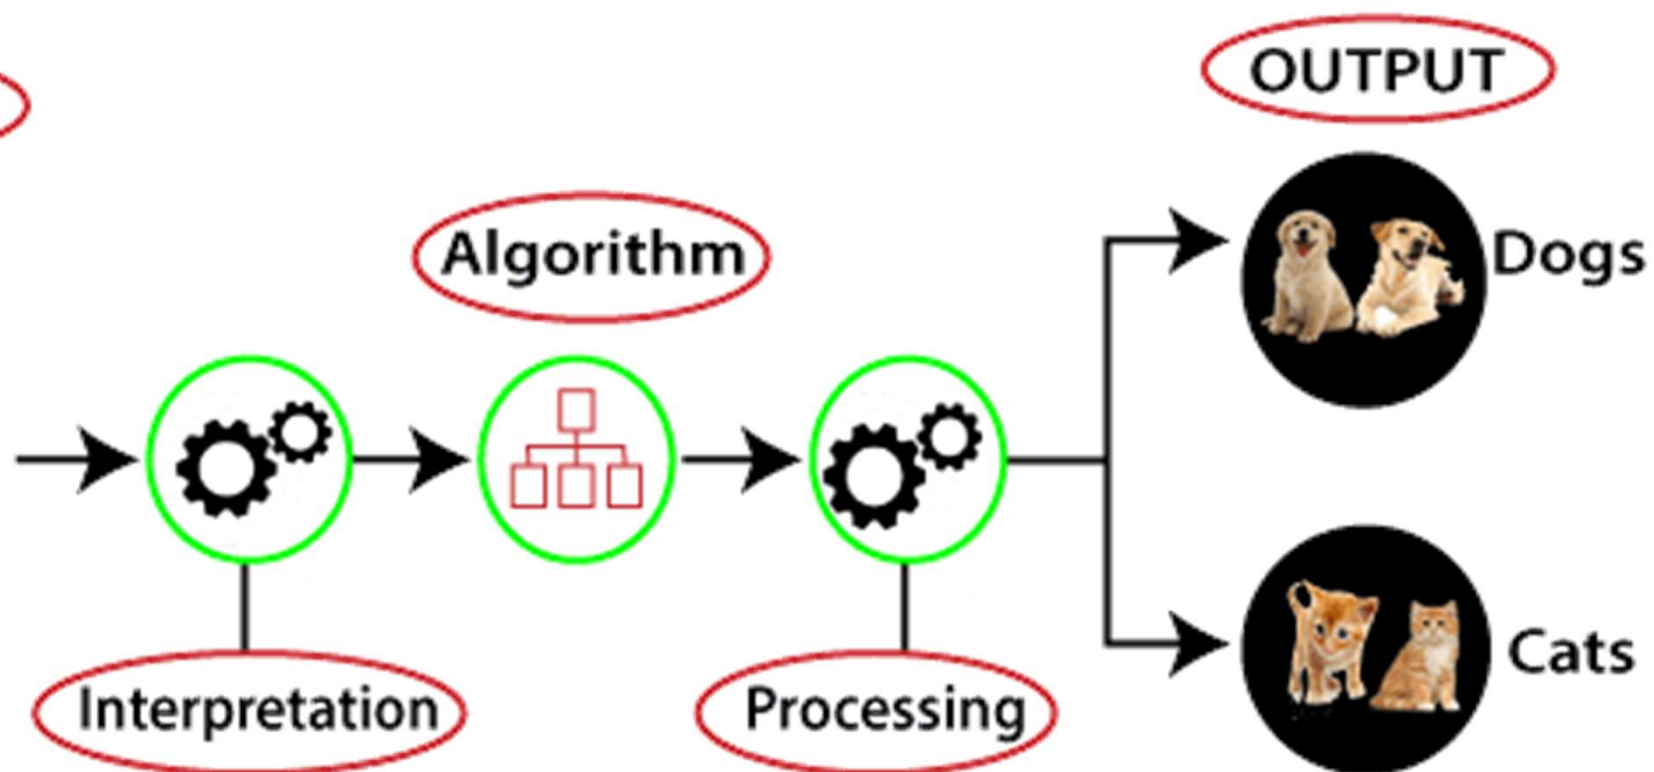 OUTPUT
Algorithm
Dogs
Cats
Interpretation
Processing